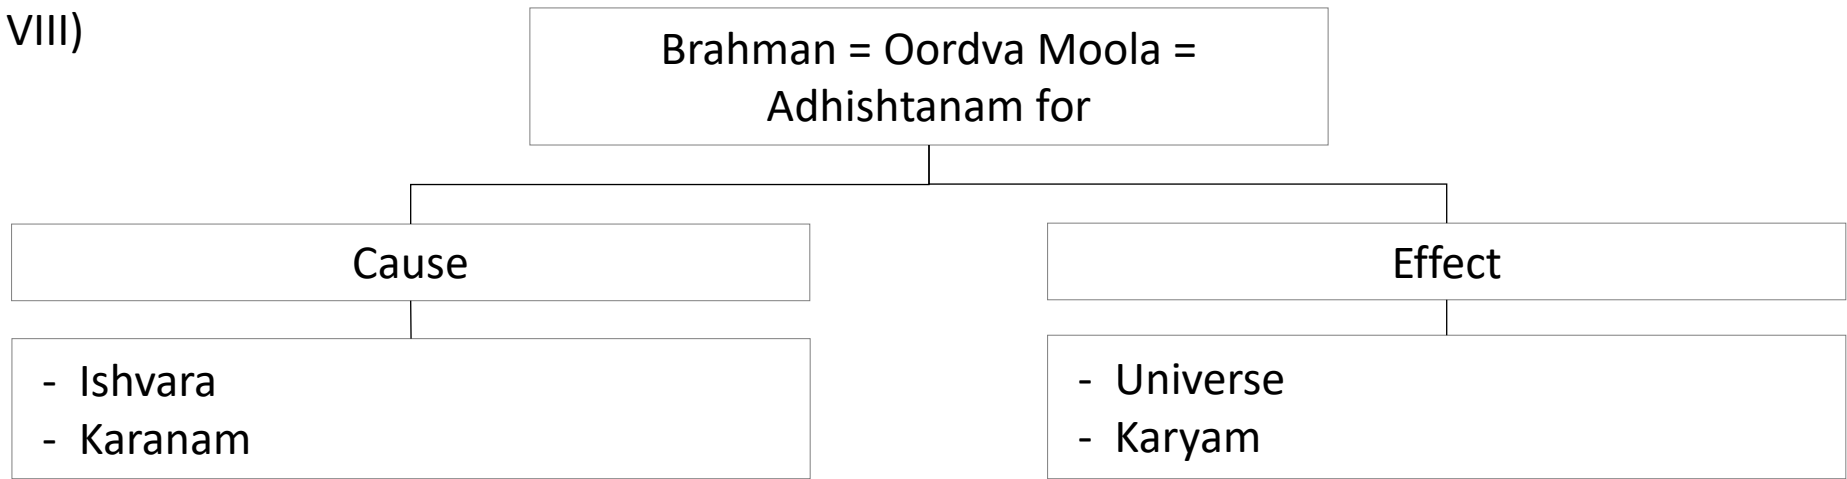 VIII)
Brahman = Oordva Moola =
Adhishtanam for
Cause
Effect
- Ishvara
- Karanam
- Universe
- Karyam